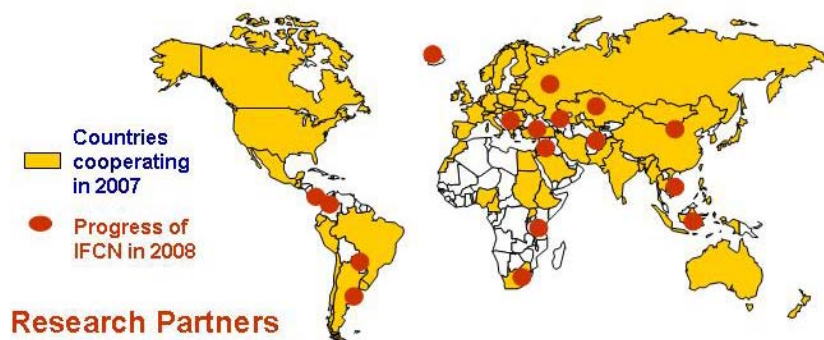 Countries
cooperating
in 2007
Progress of
IFCN in 2008
Research Partners